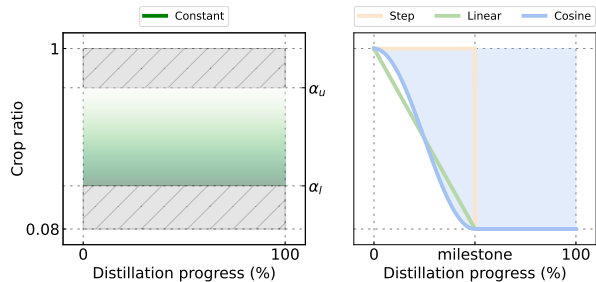 Constant
Step Linear Cosine
1
α_u
α_l
0.08
Crop ratio
0 100
Distillation progress (%)
0 milestone 100
Distillation progress (%)